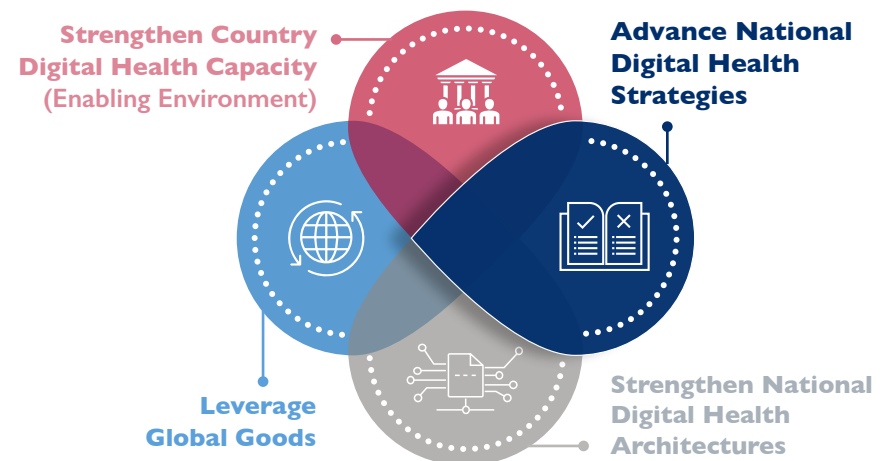 Strengthen Country
Digital Health Capacity
(Enabling Environment)
Advance National
Digital Health
Strategies
Leverage
Global Goods
Strengthen National
Digital Health
Architectures